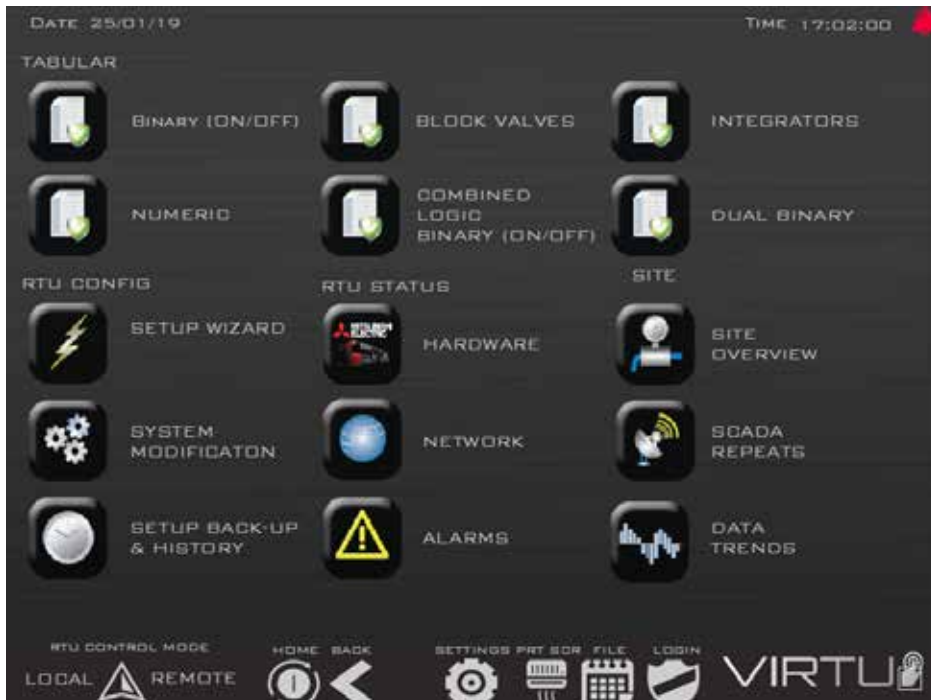 DATE 25/01/19
TIME 17:02:00
TABULAR
BINARY (ON/OFF)
BLOCK VALVES
INTEGRATORS
NUMERIC
COMBINED
LOGIC
BINARY (ON/OFF)
DUAL BINARY
RTU CONFIG
RTU STATUS
SITE
SETUP WIZARD
MITSUBISHI
ELECTRIC
HARDWARE
SITE
OVERVIEW
SYSTEM
MODIFICATON
NETWORK
SCADA
REPEATS
SETUP BACK-UP
& HISTORY
ALARMS
DATA
TRENDS
RTU CONTROL MODE
LOCAL
REMOTE
HOME
BACK
SETTINGS
PRT SCR
FILE
LOGIN
VIRTU